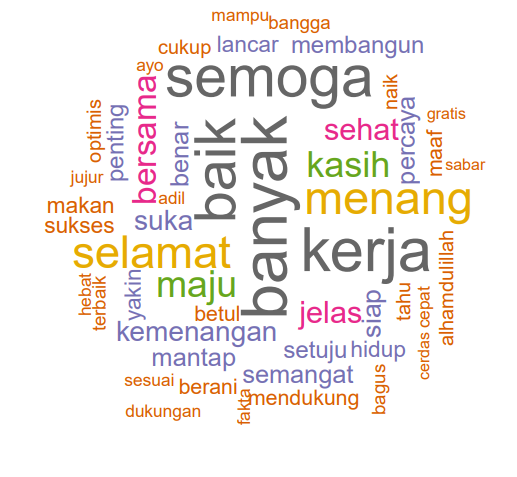 mampu
bangga
cukup
lancar
membangun
ayo
semoga
naik
bersama
optimis
penting
benar
baik
banyak
sehat
percaya
maaf
gratis
sabar
jujur
kasih
adil
makan
suka
menang
sukses
selamat
kerja
alhamdulillah
hebat
terbaik
yakin
maju
betul
jelas
siap
tahu
cepat
cerdas
kemenangan
setuju
hidup
mantap
semangat
sesuai
berani
mendukung
bagus
dukungan
fakta